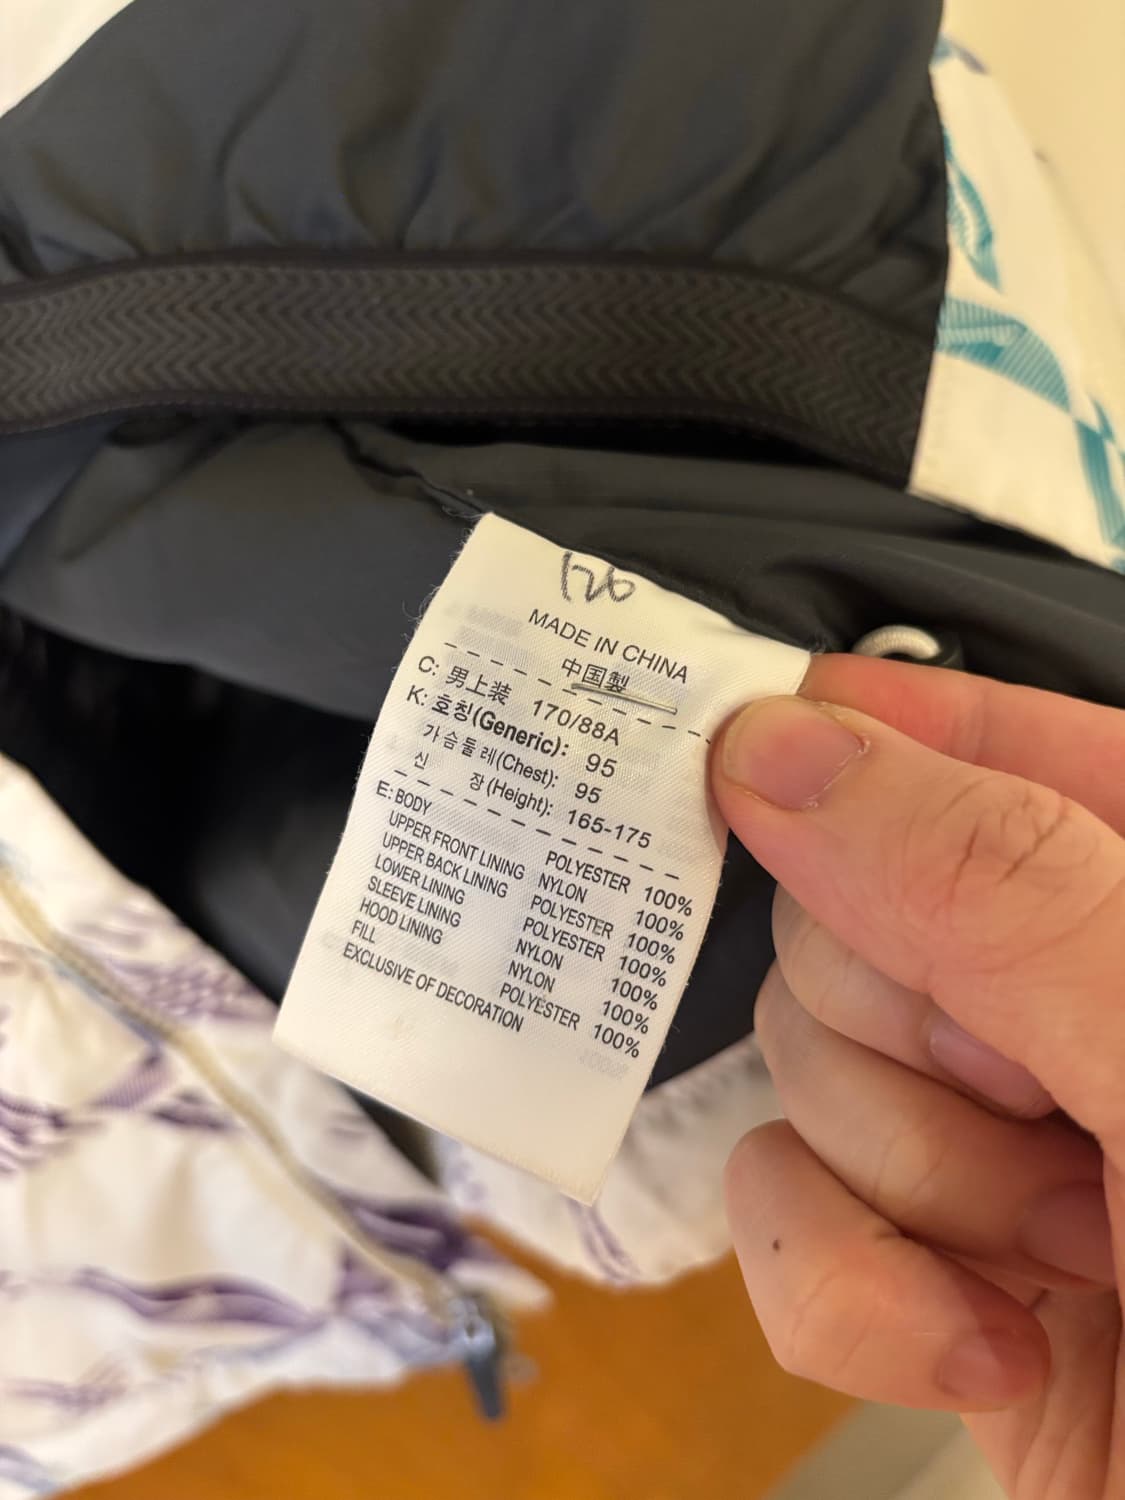 126
MADE IN CHINA
中国製
C: 男上装 170/88A
K: 호칭(Generic): 95
가슴둘레(Chest): 95
신 장(Height): 165-175
E: BODY POLYESTER 100%
UPPER FRONT LINING NYLON 100%
UPPER BACK LINING POLYESTER 100%
LOWER LINING POLYESTER 100%
SLEEVE LINING NYLON 100%
HOOD LINING NYLON 100%
FILL POLYESTER 100%
EXCLUSIVE OF DECORATION